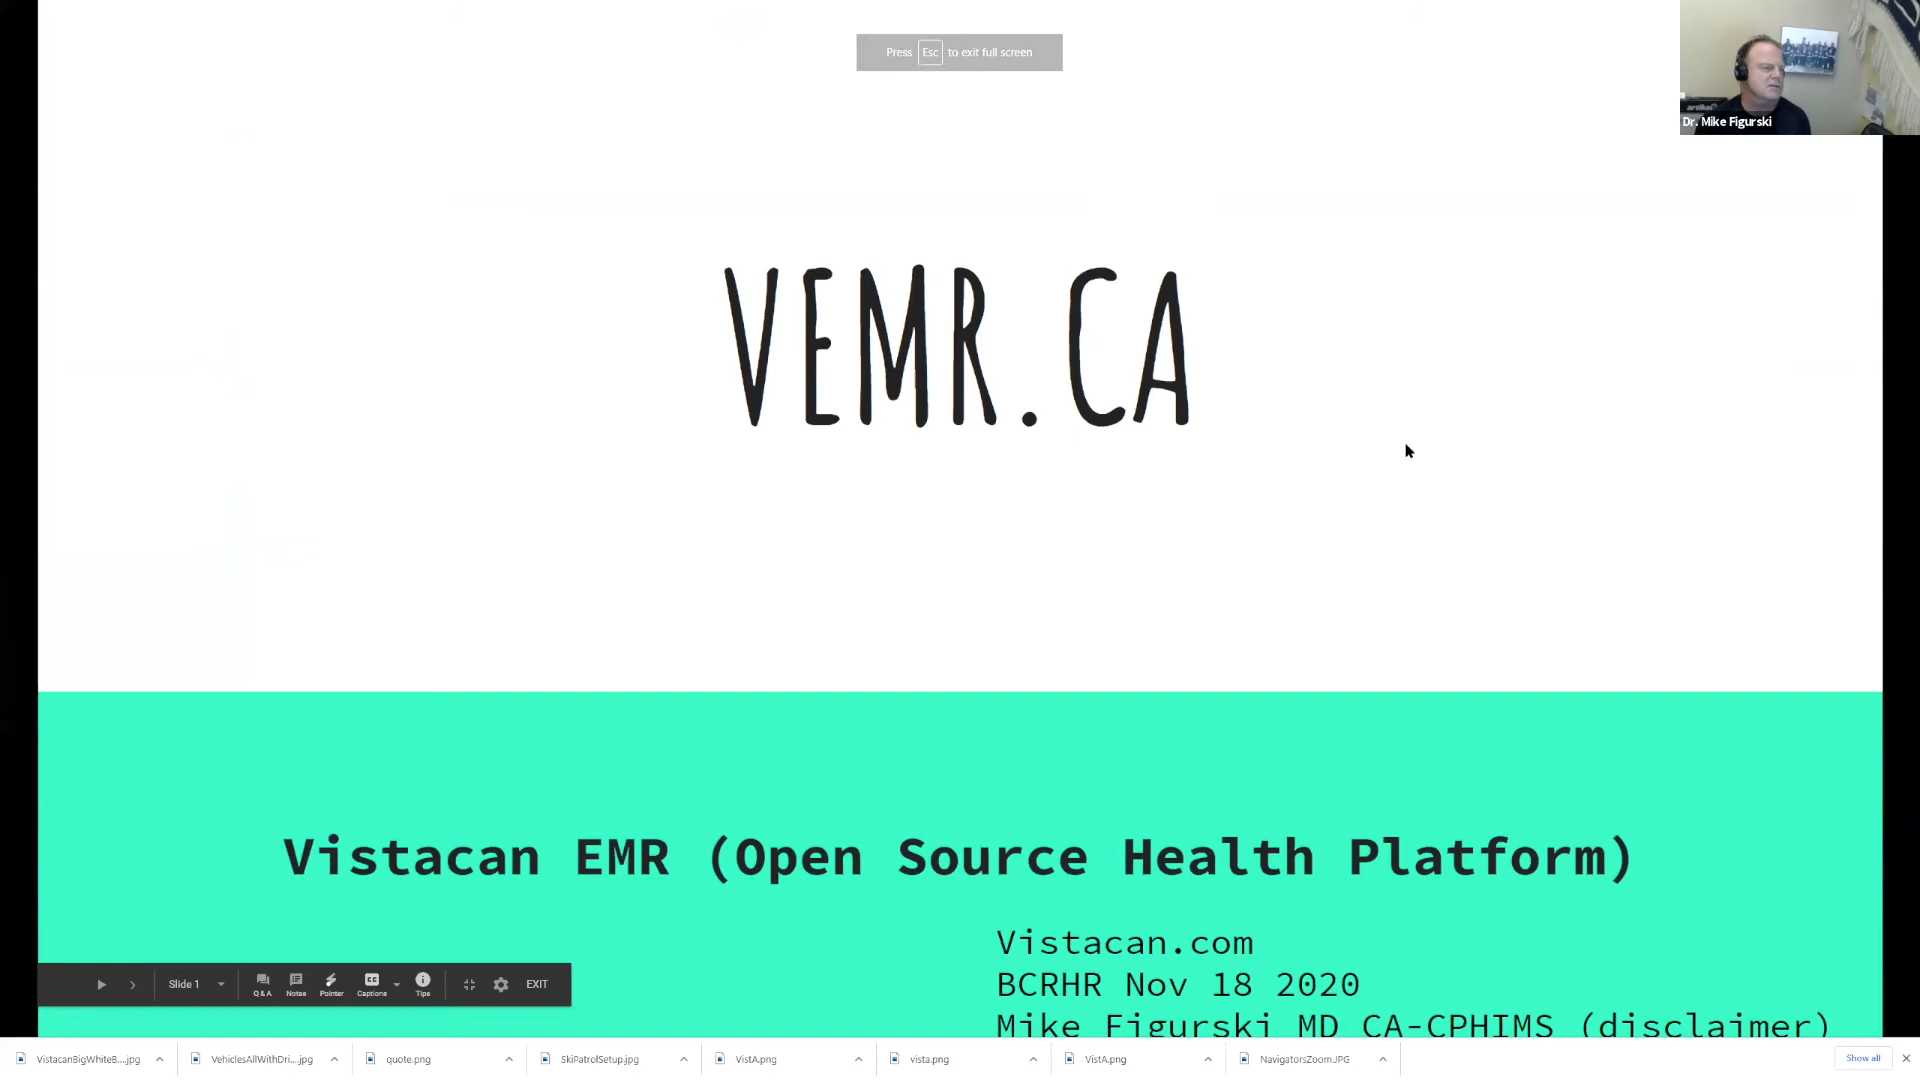 Press Esc to exit full screen
artika
Dr. Mike Figurski
VEMR.CA
Vistacan EMR (Open Source Health Platform)
Vistacan.com
BCRHR Nov 18 2020
Mike Figurski MD CA-CPHIMS (disclaimer)
Slide 1
Q&A
Notes
Pointer
Captions
Tips
EXIT
VistacanBigWhiteB....jpg
VehiclesAllWithDri....jpg
quote.png
SkiPatrolSetup.jpg
VistA.png
vista.png
VistA.png
NavigatorsZoom.JPG
Show all